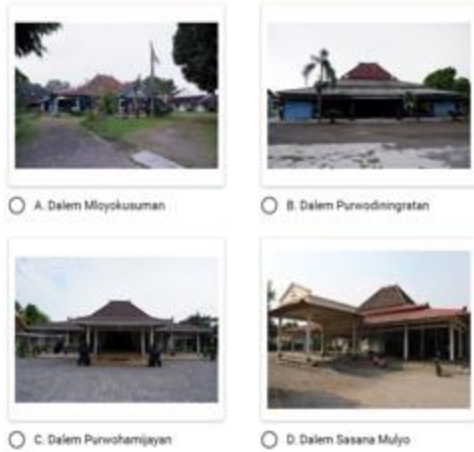 A. Dalem Mloyokusuman
B. Dalem Purwodiningratan
C. Dalem Purwohamijayan
D. Dalem Sasana Mulyo